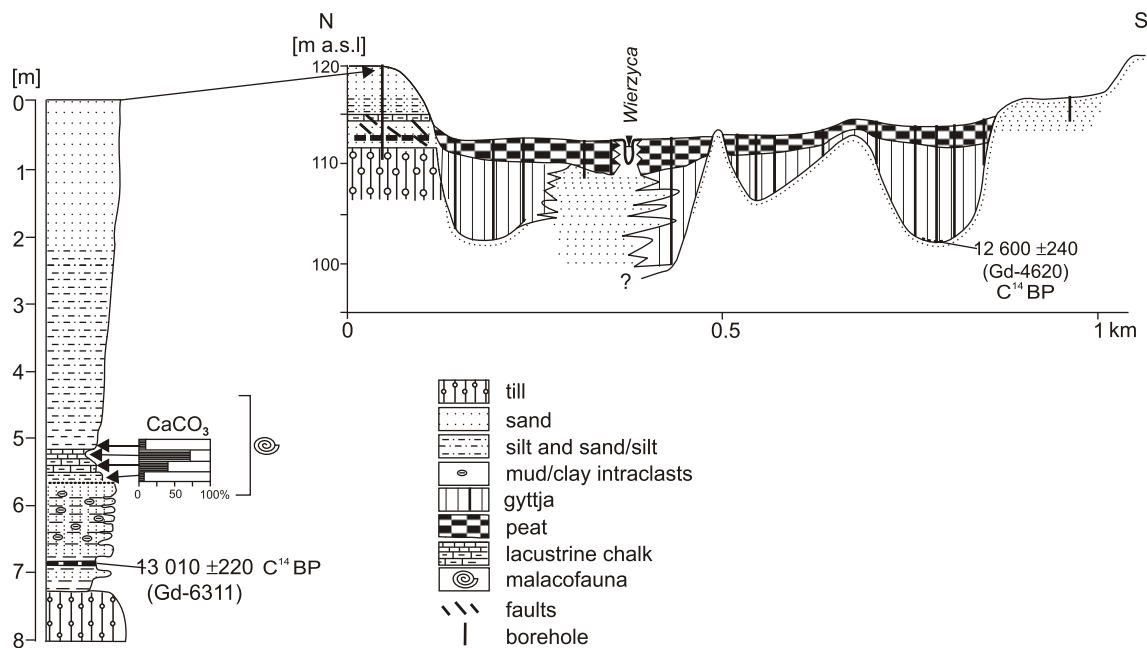 N
[m a.s.l]
S
120
110
100
Wierzyca
?
12 600 ±240
(Gd-4620)
C¹⁴ BP
0
0.5
1 km
[m]
0
1
2
3
4
5
6
7
8
CaCO₃
0
50
100%
13 010 ±220 C¹⁴ BP
(Gd-6311)
till
sand
silt and sand/silt
mud/clay intraclasts
gyttja
peat
lacustrine chalk
malacofauna
faults
borehole